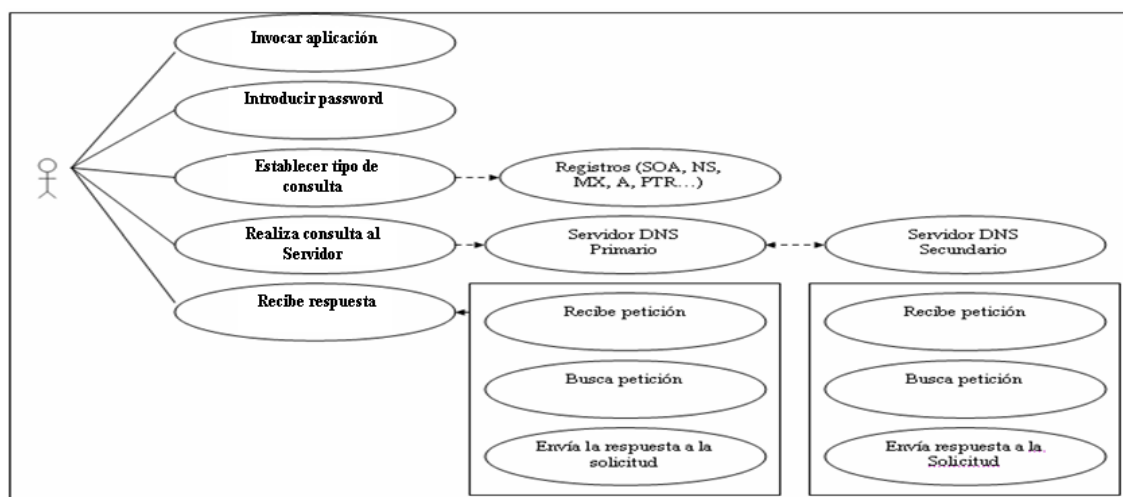 Invocar aplicación
Introducir password
Establecer tipo de
consulta
Registros (SOA, NS,
MX, A, PTR...)
Realiza consulta al
Servidor
Servidor DNS
Primario
Servidor DNS
Secundario
Recibe respuesta
Recibe petición
Busca petición
Envía la respuesta a la
solicitud
Recibe petición
Busca petición
Envía respuesta a la.
Solicitud